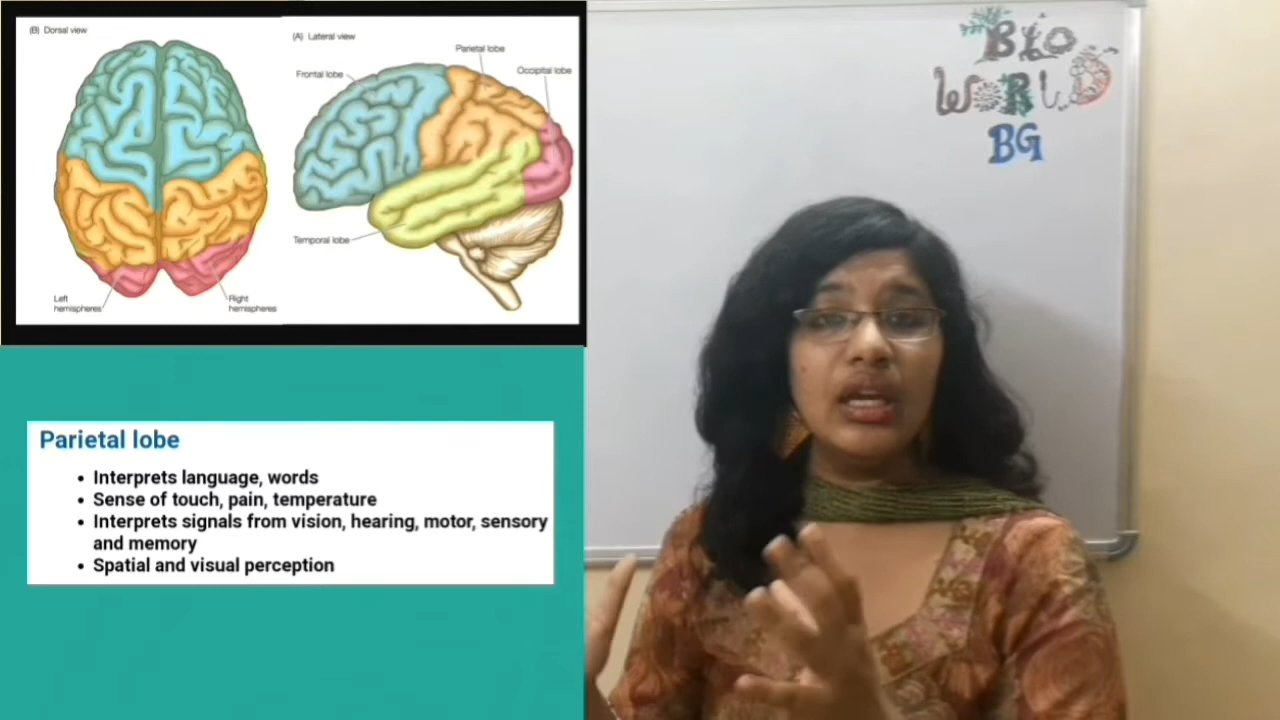 (B) Dorsal view
(A) Lateral view
Parietal lobe
Frontal lobe
Occipital lobe
Temporal lobe
Left
hemispheres
Right
hemispheres
BIO
WORLD
BG
Parietal lobe
• Interprets language, words
• Sense of touch, pain, temperature
• Interprets signals from vision, hearing, motor, sensory
and memory
• Spatial and visual perception